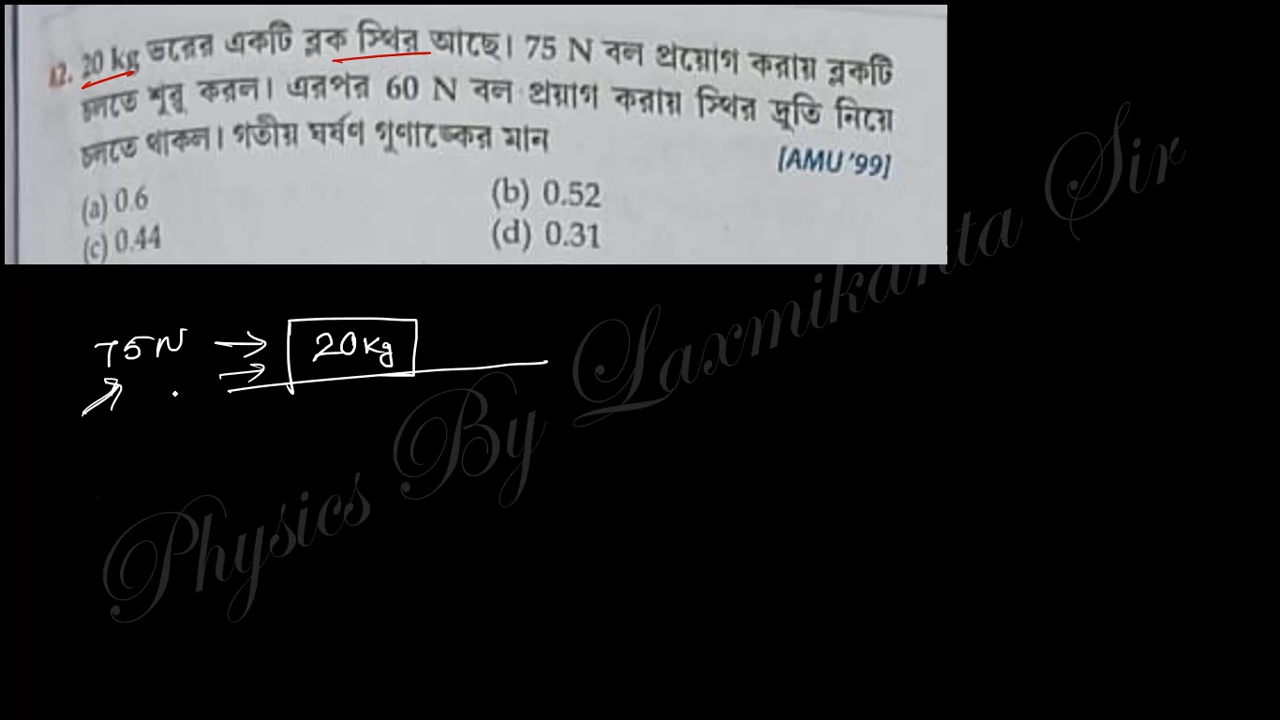 12. 20 kg ভরের একটি ব্লক স্থির আছে। 75 N বল প্রয়োগ করায় ব্লকটি
চলতে শুরু করল। এরপর 60 N বল প্রয়াগ করায় স্থির দ্রুতি নিয়ে
চলতে থাকল। গতীয় ঘর্ষণ গুণাঙ্কের মান
[AMU '99]
(a) 0.6 (b) 0.52
(c) 0.44 (d) 0.31
75N → 20kg
Physics By Laxmikanta Sir